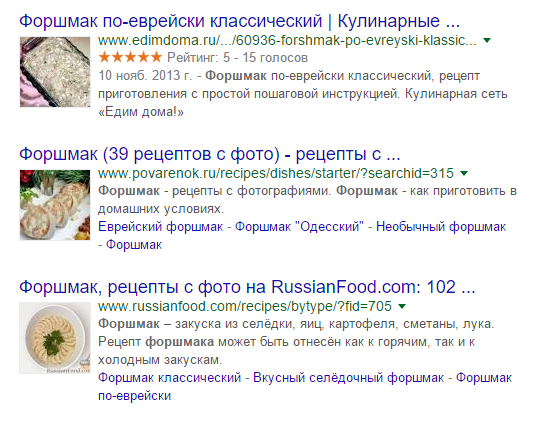 Форшмак по-еврейски классический | Кулинарные ...
www.edimdoma.ru/.../60936-forshmak-po-evreyski-klassic...
Рейтинг: 5 - 15 голосов
10 нояб. 2013 г. - Форшмак по-еврейски классический, рецепт
приготовления с простой пошаговой инструкцией. Кулинарная сеть
«Едим дома!»
Форшмак (39 рецептов с фото) - рецепты с ...
www.povarenok.ru/recipes/dishes/starter/?searchid=315
Форшмак - рецепты с фотографиями. Форшмак - как приготовить в
домашних условиях.
Еврейский форшмак - Форшмак "Одесский" - Необычный форшмак
- Форшмак
Форшмак, рецепты с фото на RussianFood.com: 102 ...
www.russianfood.com/recipes/bytype/?fid=705
Форшмак – закуска из селёдки, яиц, картофеля, сметаны, лука.
Рецепт форшмака может быть отнесён как к горячим, так и к
холодным закускам.
RussianFood.com
Форшмак классический - Вкусный селёдочный форшмак - Форшмак
по-еврейски